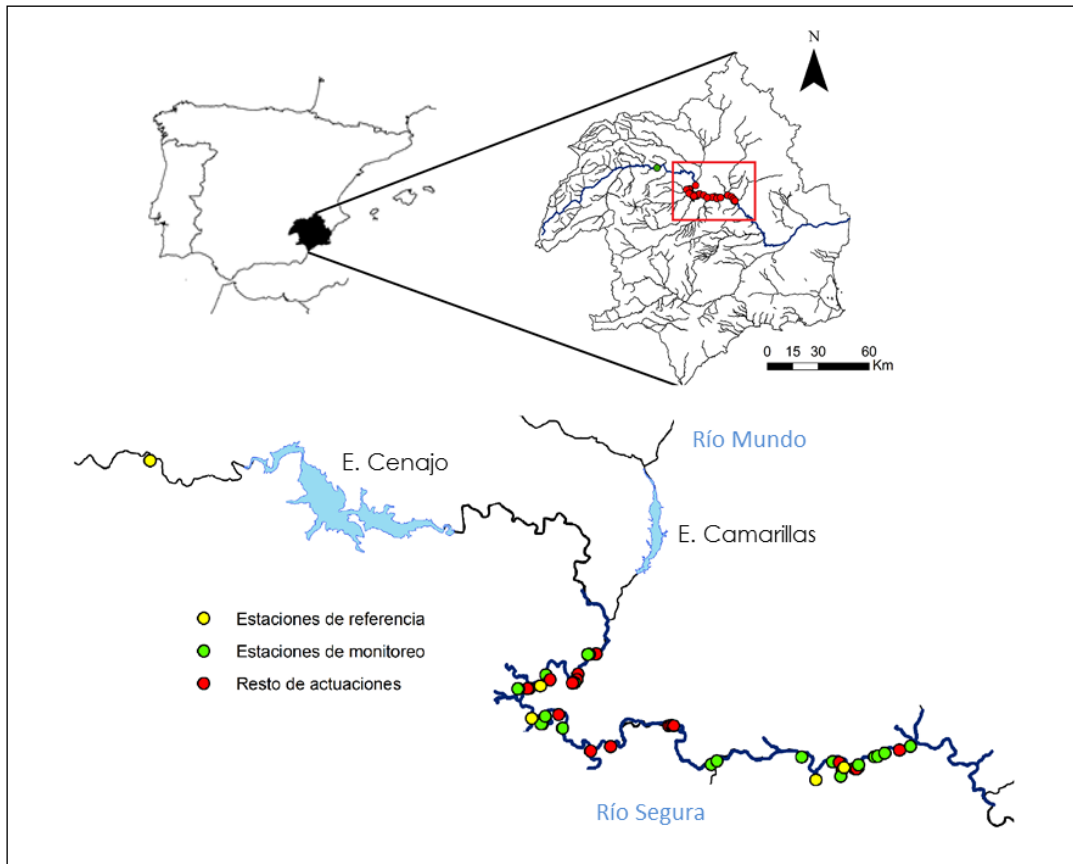 N
0 15 30 60
Km
Río Mundo
E. Cenajo
E. Camarillas
Estaciones de referencia
Estaciones de monitoreo
Resto de actuaciones
Río Segura